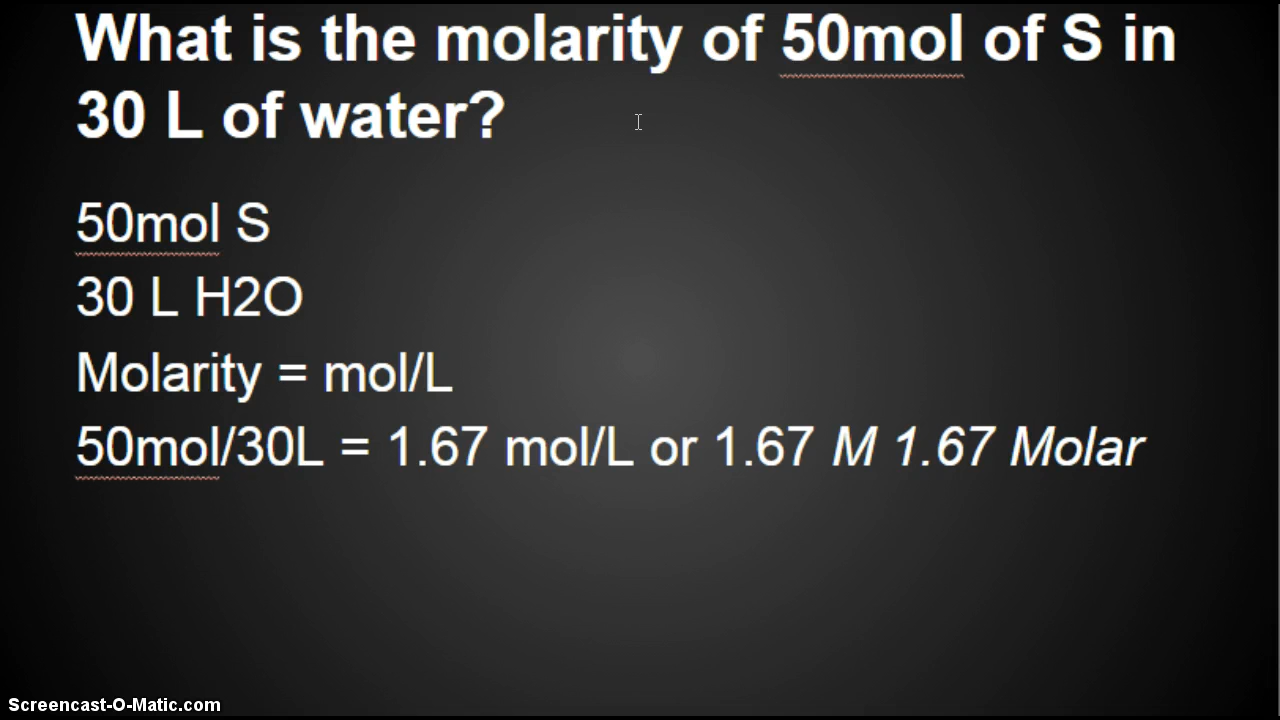 What is the molarity of 50mol of S in
30 L of water?
50mol S
30 L H2O
Molarity = mol/L
50mol/30L = 1.67 mol/L or 1.67 M 1.67 Molar
Screencast-O-Matic.com